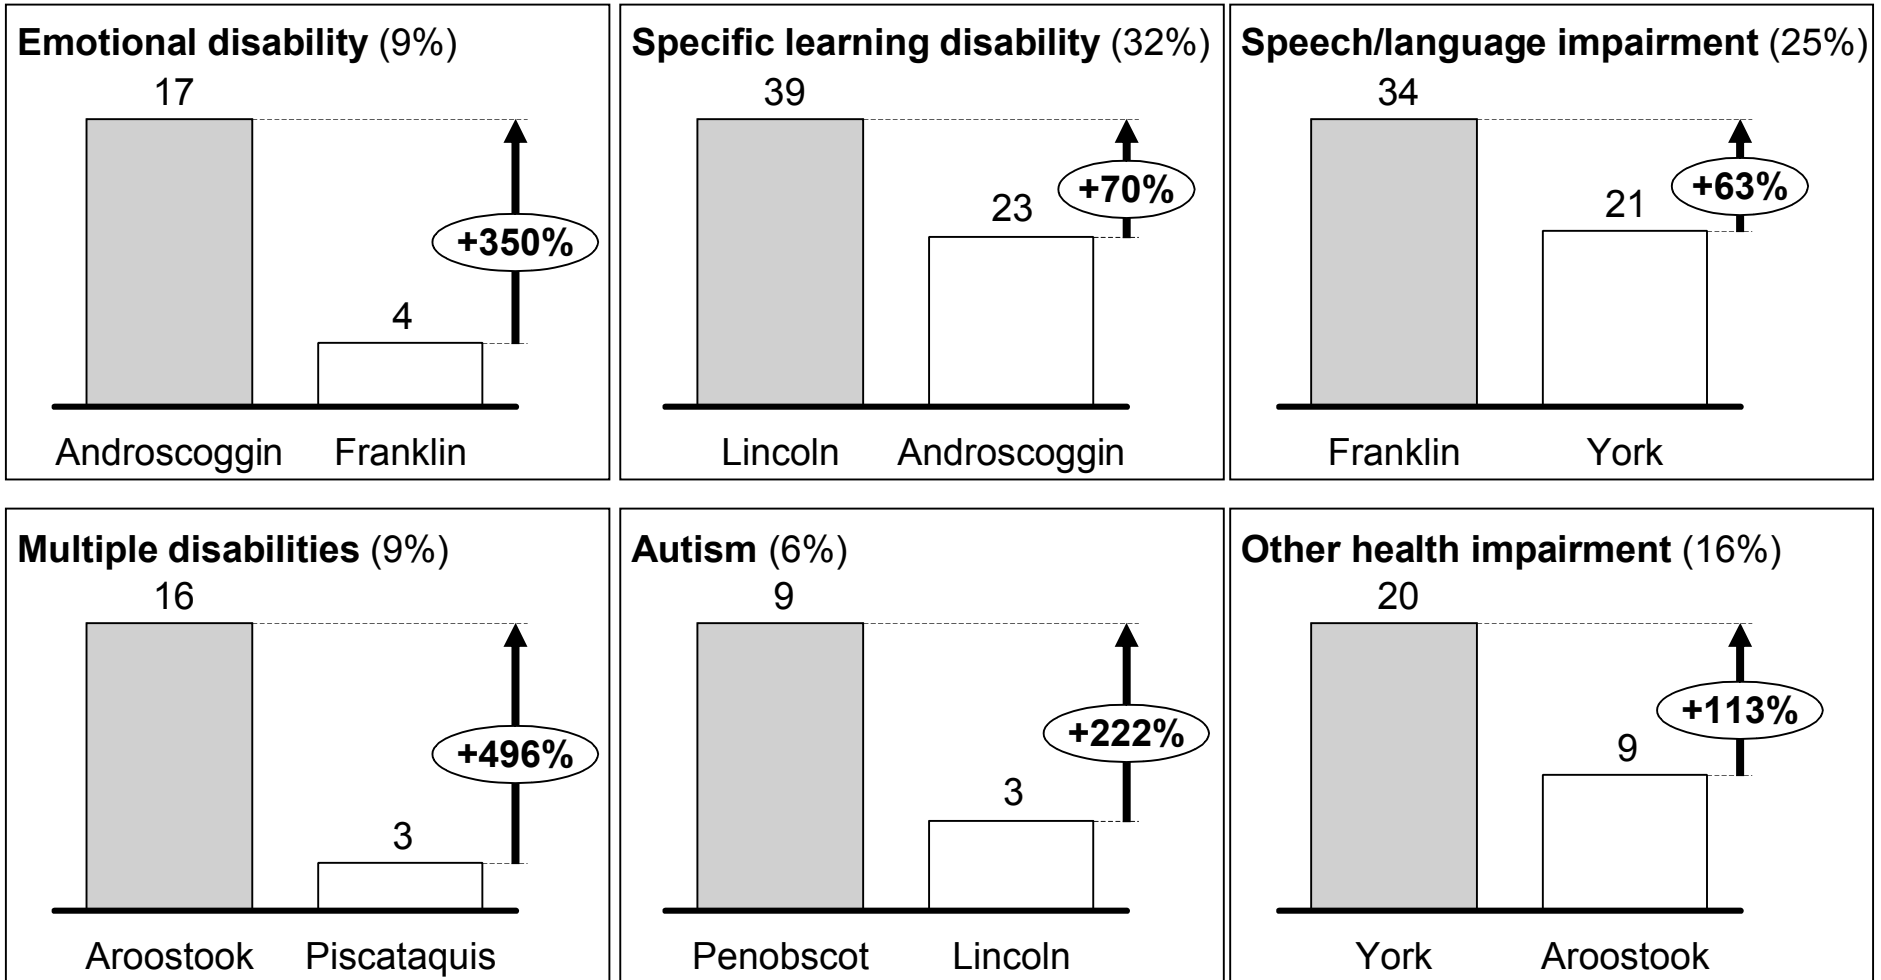 Emotional disability (9%)
17
+350%
4
Androscoggin Franklin
Specific learning disability (32%)
39
+70%
23
Lincoln Androscoggin
Speech/language impairment (25%)
34
+63%
21
Franklin York
Multiple disabilities (9%)
16
+496%
3
Aroostook Piscataquis
Autism (6%)
9
+222%
3
Penobscot Lincoln
Other health impairment (16%)
20
+113%
9
York Aroostook